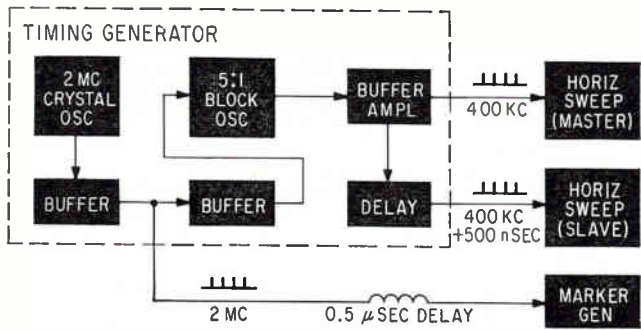 TIMING GENERATOR
2 MC
CRYSTAL
OSC
5:1
BLOCK
OSC
BUFFER
AMPL
400 KC
HORIZ
SWEEP
(MASTER)
BUFFER
BUFFER
DELAY
400 KC
+500 nSEC
HORIZ
SWEEP
(SLAVE)
2 MC
0.5 μSEC DELAY
MARKER
GEN